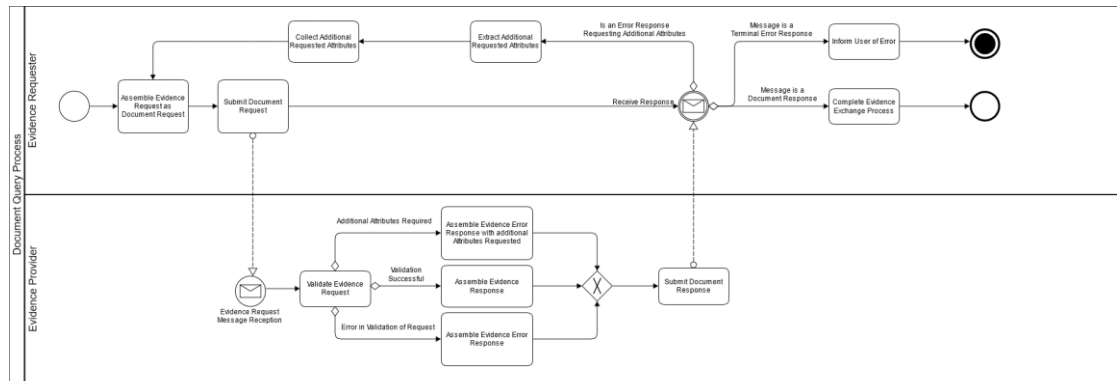 Document Query Process
Evidence Requester
Collect Additional
Requested Attributes
Extract Additional
Requested Attributes
Is an Error Response
Requesting Additional Attributes
Message is a
Terminal Error Response
Inform User of Error
Assemble Evidence
Request as
Document Request
Submit Document
Request
Receive Response
Message is a
Document Response
Complete Evidence
Exchange Process
Evidence Provider
Additional Attributes Required
Assemble Evidence Error
Response with additional
Attributes Requested
Evidence Request
Message Reception
Validate Evidence
Request
Validation
Successful
Assemble Evidence
Response
X
Submit Document
Response
Error in Validation of Request
Assemble Evidence Error
Response